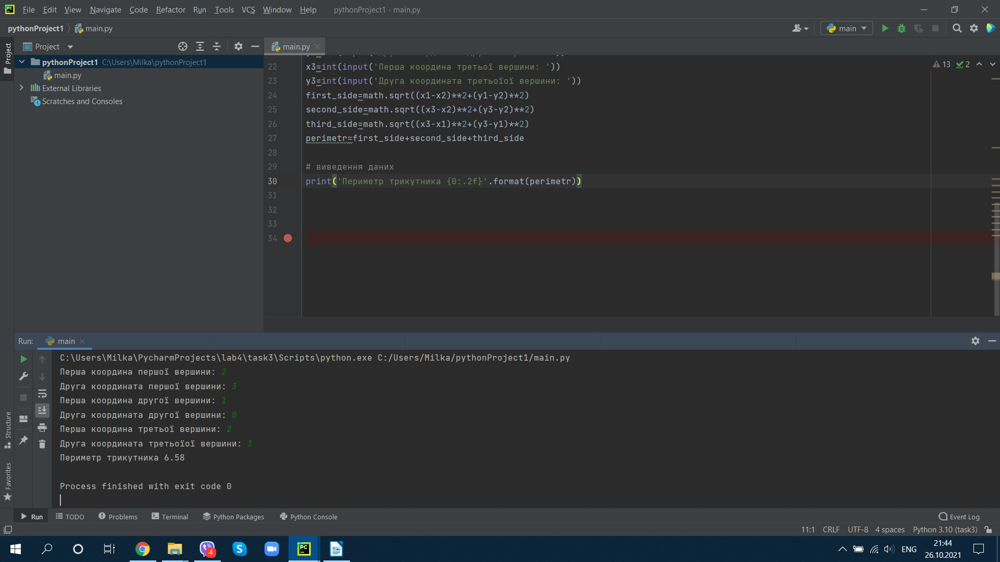 File Edit View Navigate Code Refactor Run Tools VCS Window Help pythonProject1 - main.py
pythonProject1 main.py
main
Project
Project
main.py
pythonProject1 C:\Users\Milka\pythonProject1
main.py
External Libraries
Scratches and Consoles
13 2
22 x3=int(input('Перша координа третьої вершини: '))
23 y3=int(input('Друга координата третьоїої вершини: '))
24 first_side=math.sqrt((x1-x2)**2+(y1-y2)**2)
25 second_side=math.sqrt((x3-x2)**2+(y3-y2)**2)
26 third_side=math.sqrt((x3-x1)**2+(y3-y1)**2)
27 perimetr=first_side+second_side+third_side
28
29 # виведення даних
30 print('Периметр трикутника {0:.2f}'.format(perimetr))
31
32
33
34
Run: main
C:\Users\Milka\PycharmProjects\lab4\task3\Scripts\python.exe C:/Users/Milka/pythonProject1/main.py
Перша координа першої вершини: 2
Друга координата першої вершини: 3
Перша координа другої вершини: 1
Друга координата другої вершини: 0
Перша координа третьої вершини: 2
Друга координата третьоїої вершини: 1
Периметр трикутника 6.58
Process finished with exit code 0
Structure
Favorites
Run TODO Problems Terminal Python Packages Python Console Event Log
11:1 CRLF UTF-8 4 spaces Python 3.10 (task3)
4 S PC ENG
21:44
26.10.2021